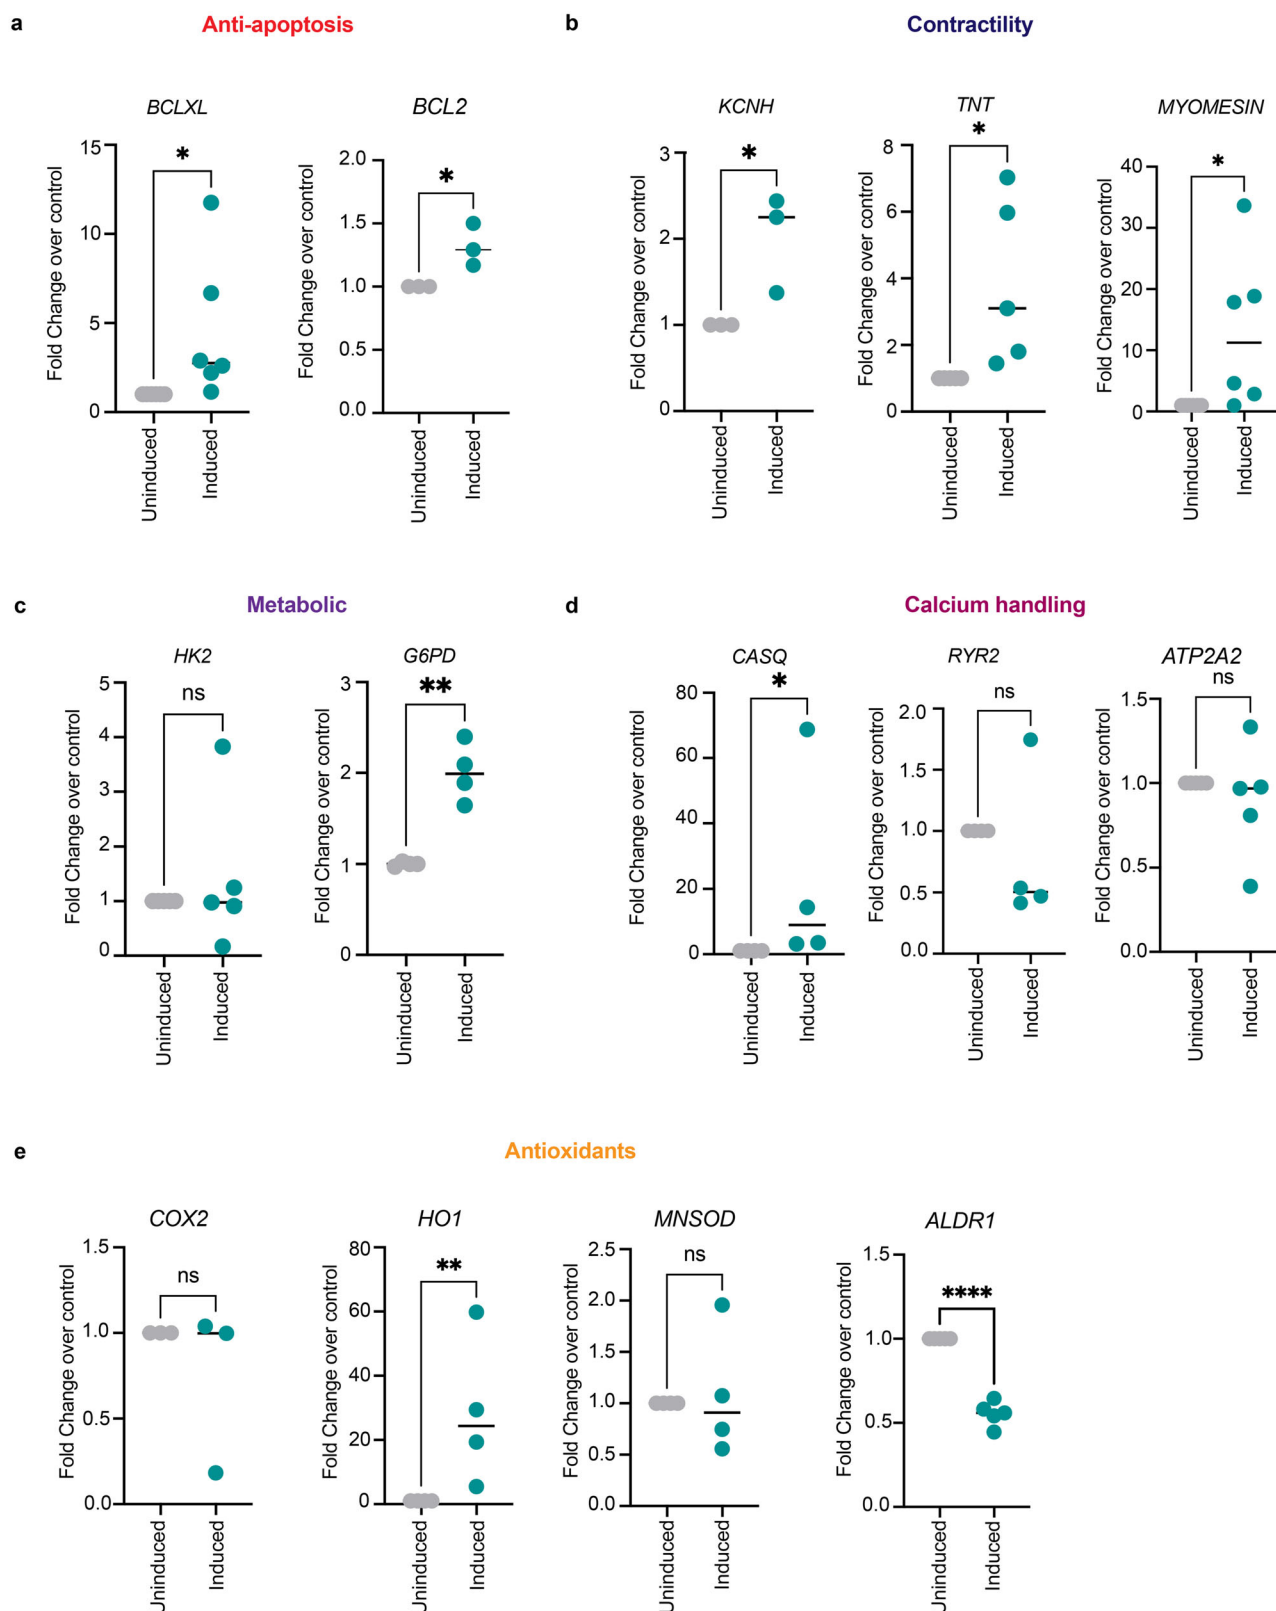 a
Anti-apoptosis
BCLXL
*
Fold Change over control
15
10
5
0
Uninduced
Induced
BCL2
*
Fold Change over control
2.0
1.5
1.0
0.5
0.0
Uninduced
Induced
b
Contractility
KCNH
*
Fold Change over control
3
2
1
0
Uninduced
Induced
TNT
*
Fold Change over control
8
6
4
2
0
Uninduced
Induced
MYOMESIN
*
Fold Change over control
40
30
20
10
0
Uninduced
Induced
c
Metabolic
HK2
ns
Fold Change over control
5
4
3
2
1
0
Uninduced
Induced
G6PD
**
Fold Change over control
3
2
1
0
Uninduced
Induced
d
Calcium handling
CASQ
*
Fold Change over control
80
60
40
20
0
Uninduced
Induced
RYR2
ns
Fold Change over control
2.0
1.5
1.0
0.5
0.0
Uninduced
Induced
ATP2A2
ns
Fold Change over control
1.5
1.0
0.5
0.0
Uninduced
Induced
e
Antioxidants
COX2
ns
Fold Change over control
1.5
1.0
0.5
0.0
Uninduced
Induced
HO1
**
Fold Change over control
80
60
40
20
0
Uninduced
Induced
MNSOD
ns
Fold Change over control
2.5
2.0
1.5
1.0
0.5
0.0
Uninduced
Induced
ALDR1
****
Fold Change over control
1.5
1.0
0.5
0.0
Uninduced
Induced